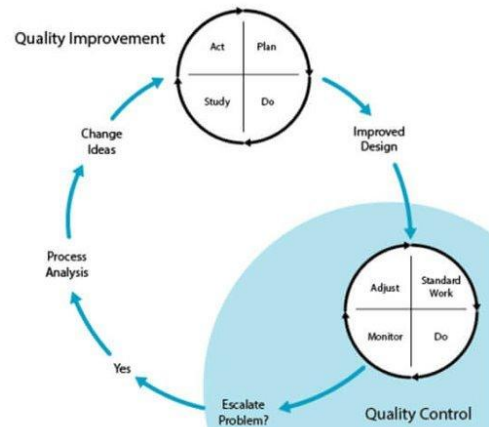 Quality Improvement
Act
Plan
Study
Do
Improved
Design
Adjust
Standard
Work
Monitor
Do
Quality Control
Escalate
Problem?
Yes
Process
Analysis
Change
Ideas